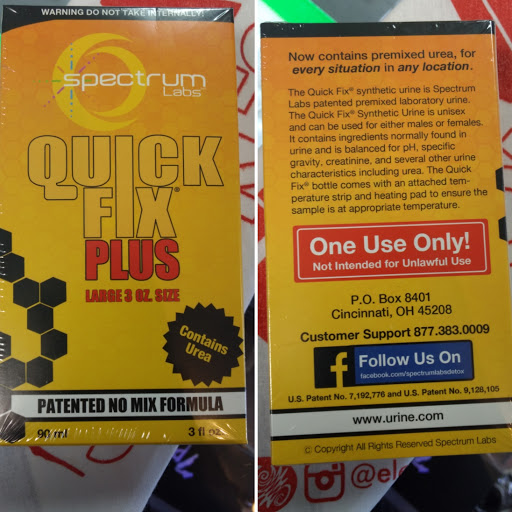 WARNING DO NOT TAKE INTERNALLY!
spectrum
Labs
QUICK
FIX®
PLUS
LARGE 3 OZ. SIZE
Contains
Urea
PATENTED NO MIX FORMULA
90 ml 3 fl oz
Now contains premixed urea, for
every situation in any location.
The Quick Fix® synthetic urine is Spectrum
Labs patented premixed laboratory urine.
The Quick Fix® Synthetic Urine is unisex
and can be used for either males or females.
It contains ingredients normally found in
urine and is balanced for pH, specific
gravity, creatinine, and several other urine
characteristics including urea. The Quick
Fix® bottle comes with an attached tem-
perature strip and heating pad to ensure the
sample is at appropriate temperature.
One Use Only!
Not Intended for Unlawful Use
P.O. Box 8401
Cincinnati, OH 45208
Customer Support 877.383.0009
f Follow Us On
facebook.com/spectrumlabsdetox
U.S. Patent No. 7,192,776 and U.S. Patent No. 9,128,105
www.urine.com
© Copyright All Rights Reserved Spectrum Labs